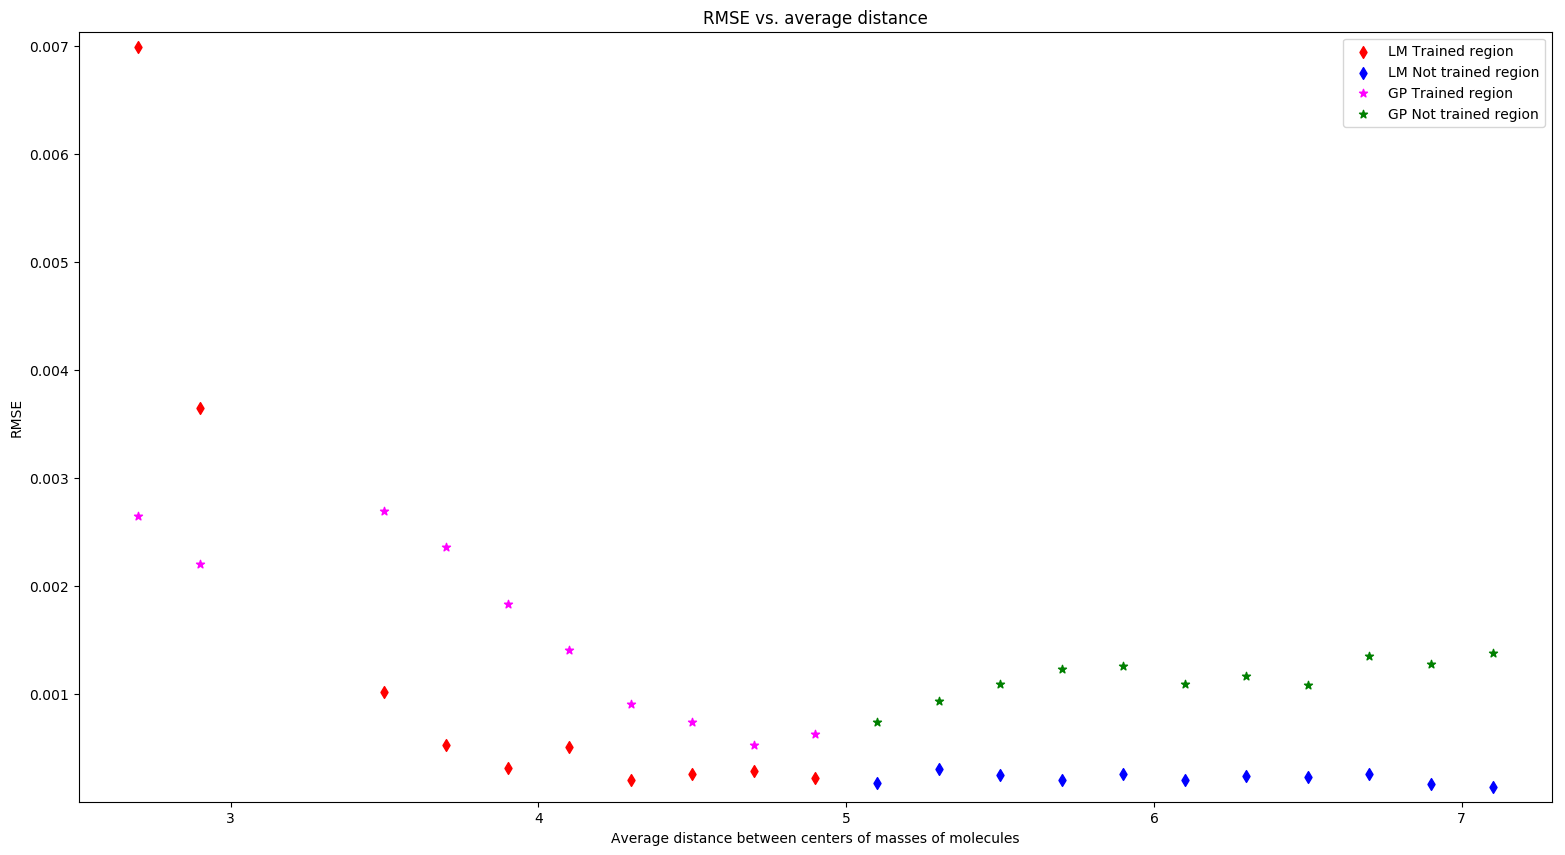 RMSE vs. average distance
LM Trained region
LM Not trained region
GP Trained region
GP Not trained region
RMSE
0.007
0.006
0.005
0.004
0.003
0.002
0.001
3
4
5
6
7
Average distance between centers of masses of molecules